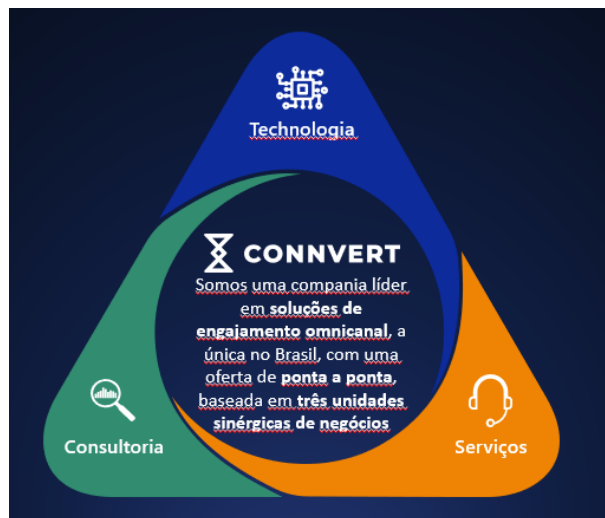 Technologia
CONNVERT
Somos uma compania líder
em soluções de
engajamento omnicanal, a
única no Brasil, com uma
oferta de ponta a ponta,
baseada em três unidades
sinérgicas de negócios
Consultoria
Serviços